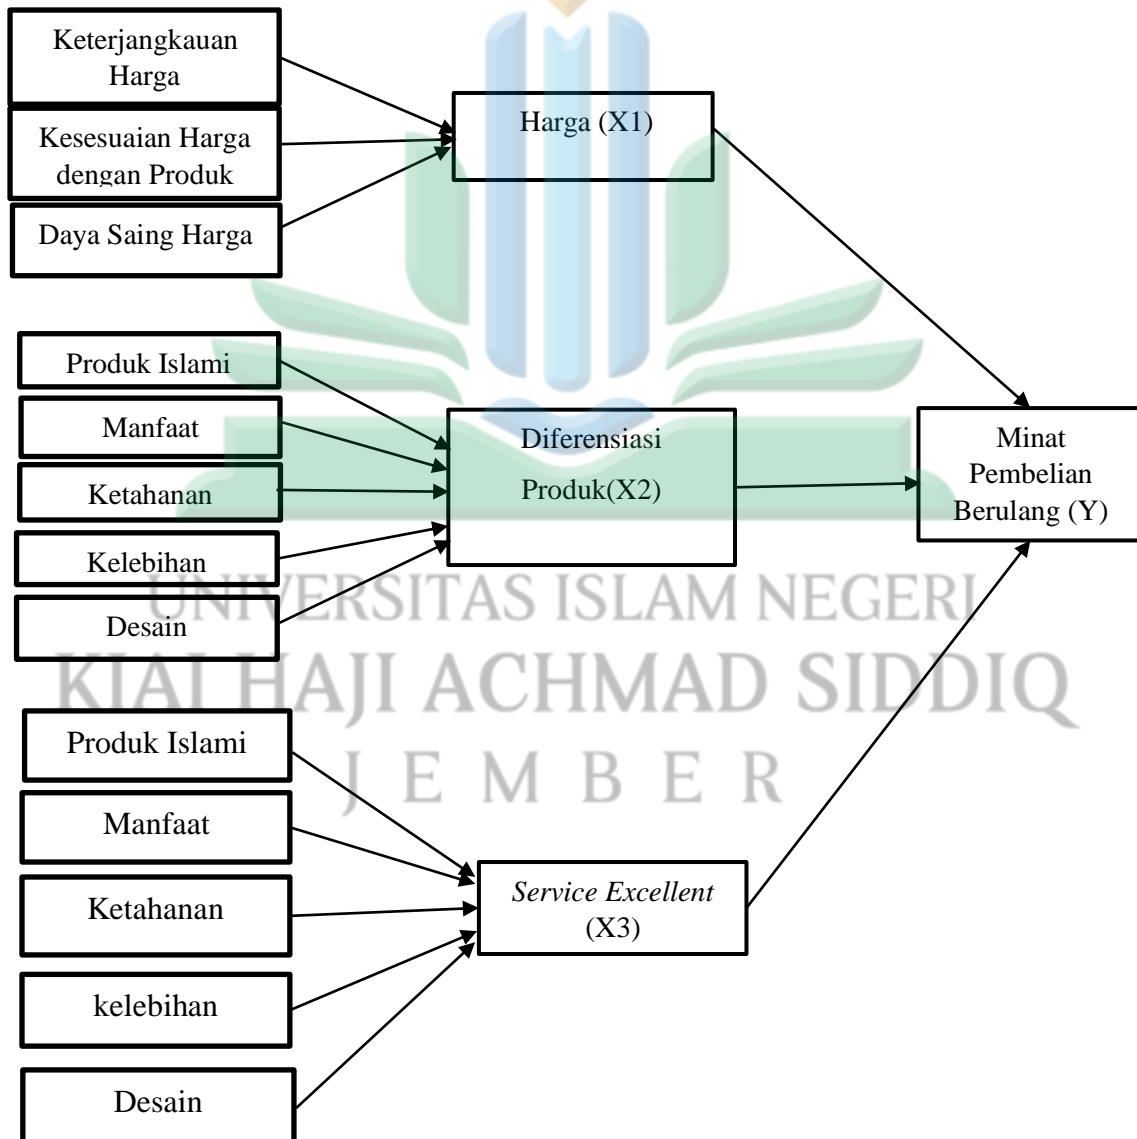 Keterjangkauan
Harga
Kesesuaian Harga
dengan Produk
Daya Saing Harga
Harga (X1)
Produk Islami
Manfaat
Ketahanan
Kelebihan
Desain
Diferensiasi
Produk(X2)
Minat
Pembelian
Berulang (Y)
UNIVERSITAS ISLAM NEGERI
KIAI HAJI ACHMAD SIDDIQ
JEMBER
Produk Islami
Manfaat
Ketahanan
kelebihan
Desain
Service Excellent
(X3)